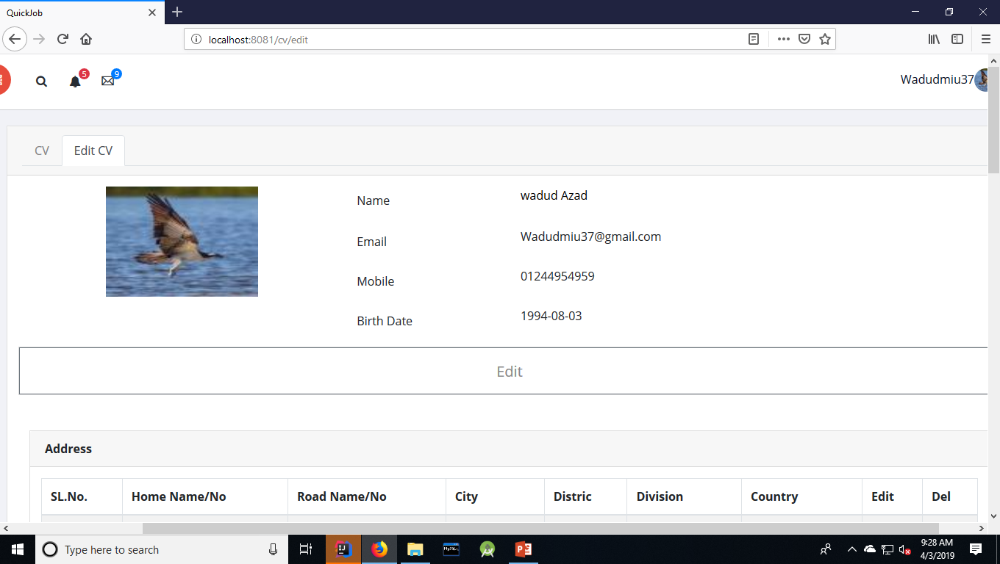 QuickJob
localhost:8081/cv/edit
5
9
Wadudmiu37
CV
Edit CV
Name
wadud Azad
Email
Wadudmiu37@gmail.com
Mobile
01244954959
Birth Date
1994-08-03
Edit
Address
SL.No.
Home Name/No
Road Name/No
City
Distric
Division
Country
Edit
Del
Type here to search
IJ
MySQL
P
9:28 AM
4/3/2019